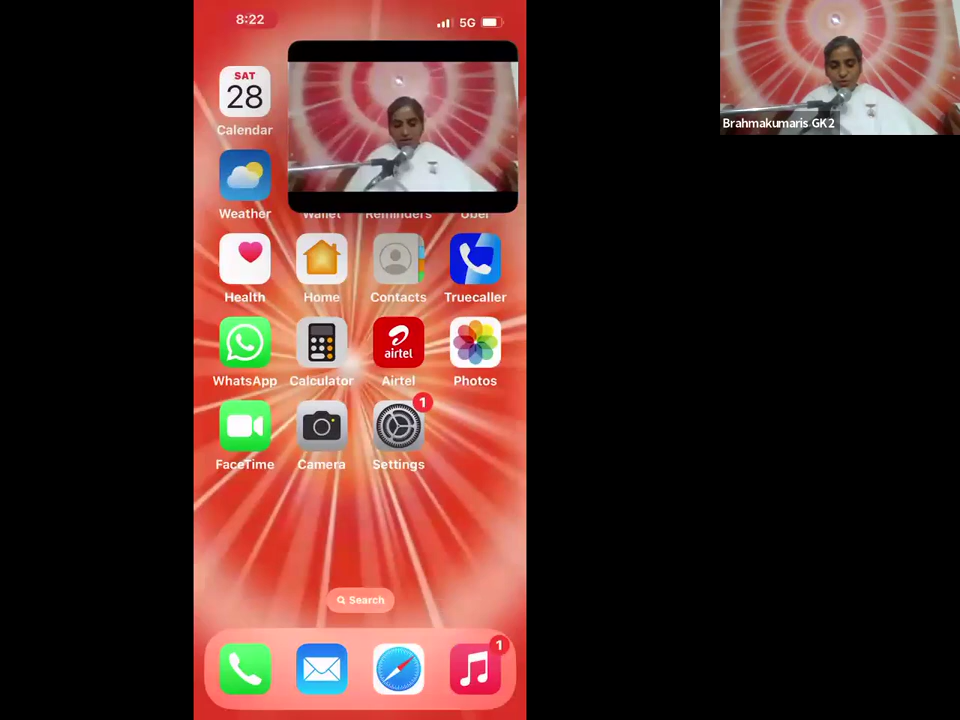 8:22
5G
SAT
28
Calendar
Weather
Wallet
Reminders
Uber
Health
Home
Contacts
Truecaller
WhatsApp
Calculator
airtel
Airtel
Photos
1
FaceTime
Camera
Settings
Search
1
Brahmakumaris GK2